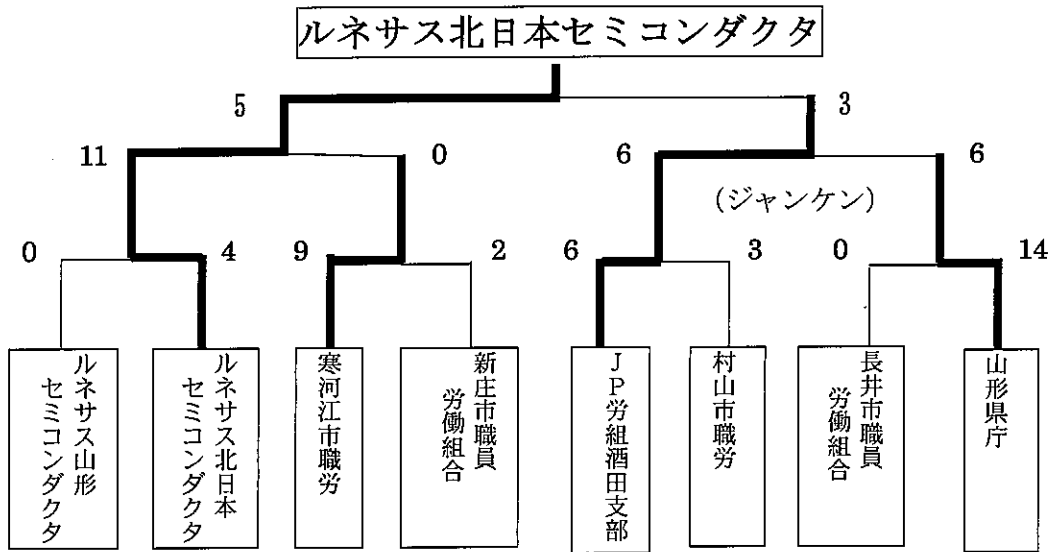 ルネサス北日本セミコンダクタ
5
3
11
0
6
6
(ジャンケン)
0
4
9
2
6
3
0
14
ルネサス山形
セミコンダクタ
ルネサス北日本
セミコンダクタ
寒河江市職労
新庄市職員
労働組合
JP労組酒田支部
村山市職労
長井市職員
労働組合
山形県庁